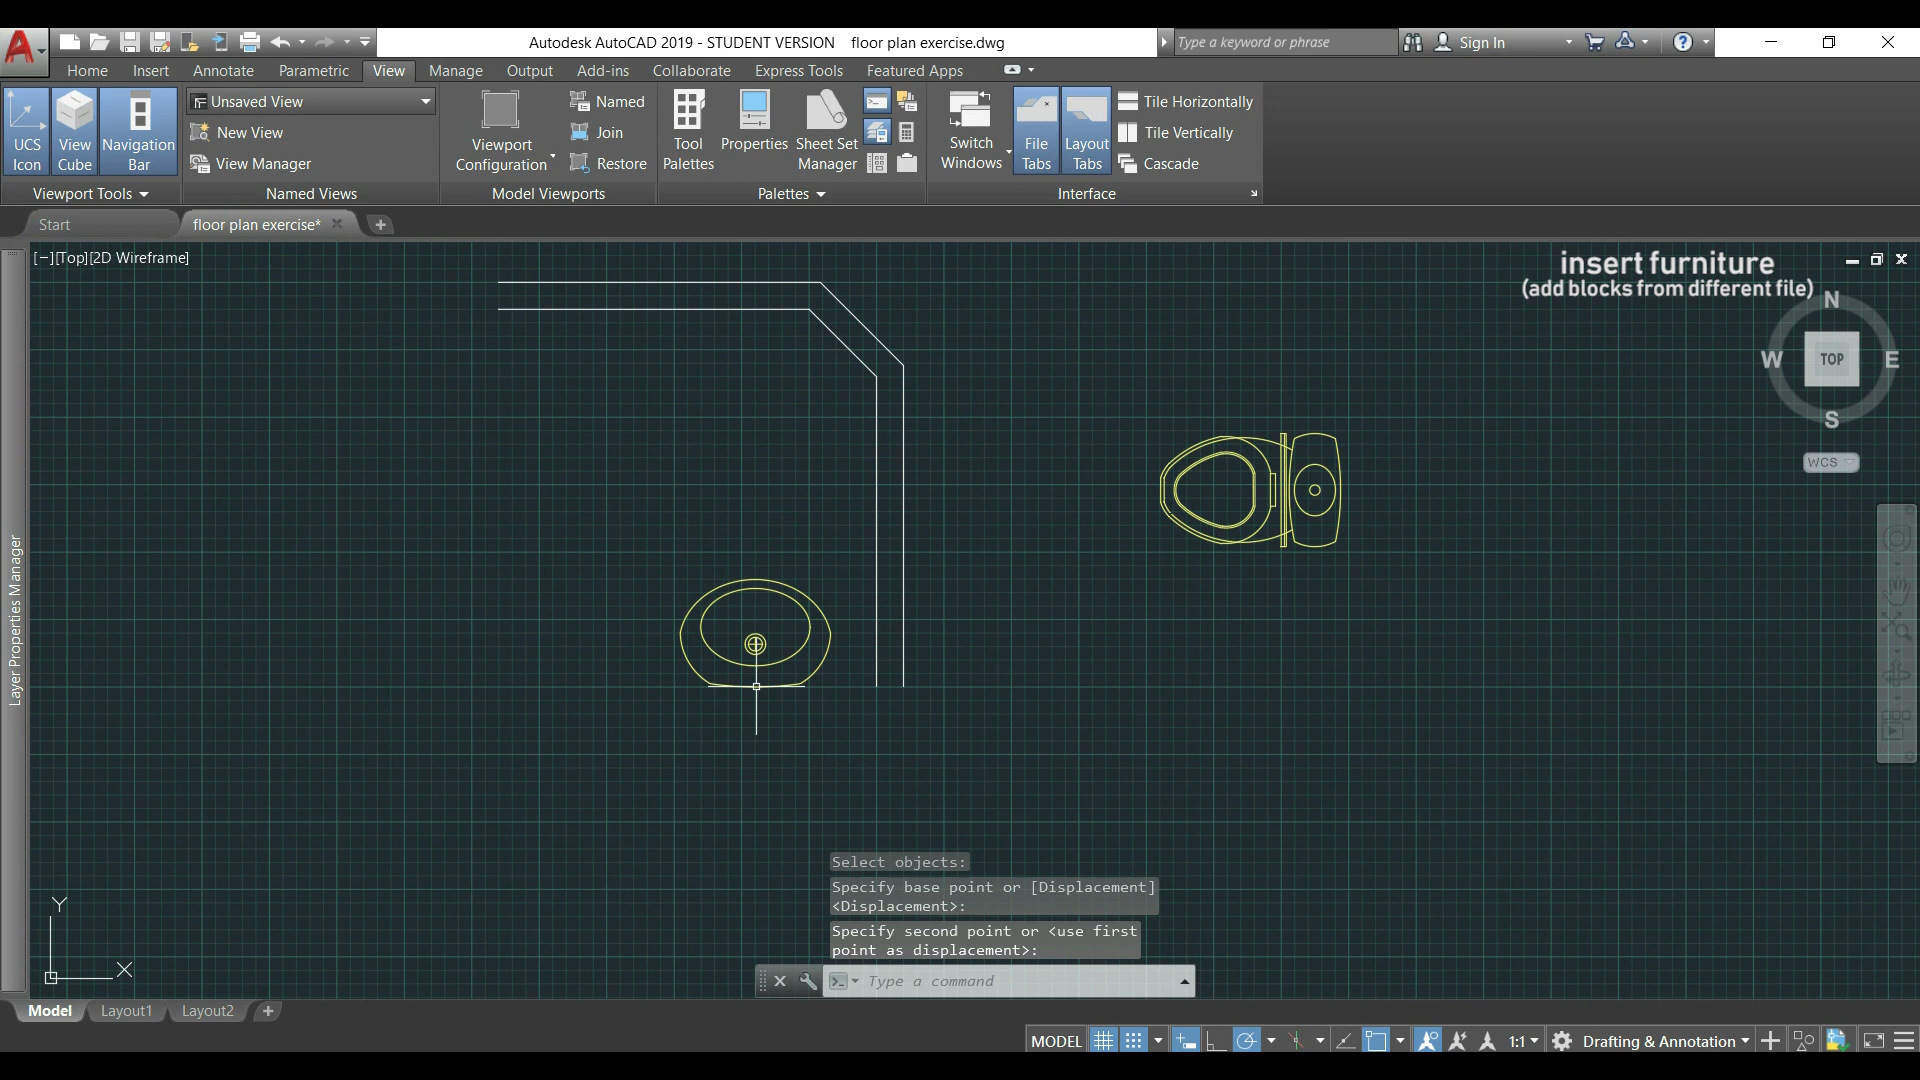 Autodesk AutoCAD 2019 - STUDENT VERSION floor plan exercise.dwg
Type a keyword or phrase
Sign In
Home Insert Annotate Parametric View Manage Output Add-ins Collaborate Express Tools Featured Apps
UCS Icon
View Cube
Navigation Bar
Unsaved View
New View
View Manager
Viewport Configuration
Named
Join
Restore
Tool Palettes
Properties
Sheet Set Manager
Switch Windows
File Tabs
Layout Tabs
Tile Horizontally
Tile Vertically
Cascade
Viewport Tools Named Views Model Viewports Palettes Interface
Start floor plan exercise*
[−][Top][2D Wireframe]
insert furniture
(add blocks from different file)
N
W TOP E
S
WCS
Layer Properties Manager
Y
X
Select objects:
Specify base point or [Displacement]
<Displacement>:
Specify second point or <use first
point as displacement>:
Type a command
Model Layout1 Layout2
MODEL 1:1 Drafting & Annotation